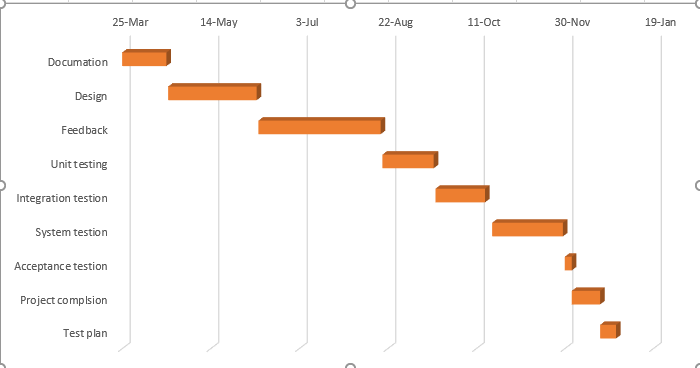 25-Mar 14-May 3-Jul 22-Aug 11-Oct 30-Nov 19-Jan
Documation
Design
Feedback
Unit testing
Integration testion
System testion
Acceptance testion
Project complsion
Test plan